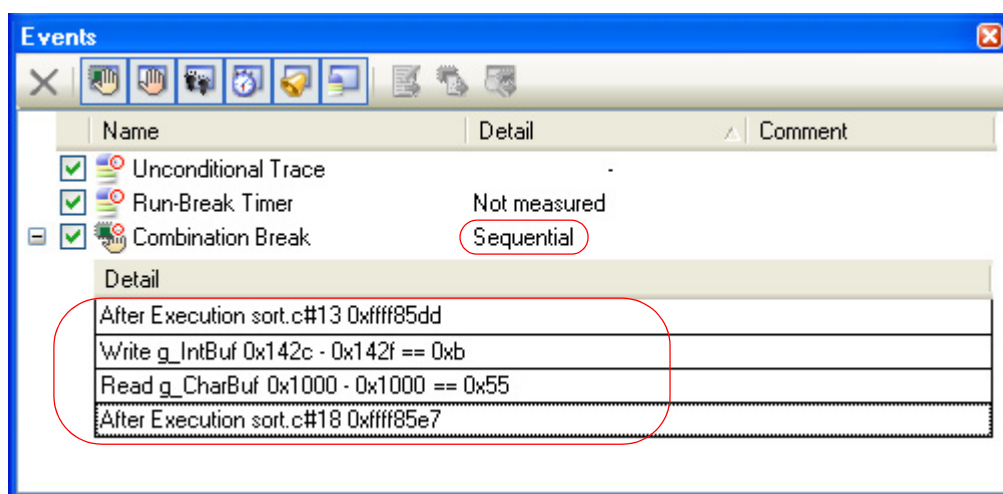 Events
Name Detail Comment
Unconditional Trace -
Run-Break Timer Not measured
Combination Break Sequential
Detail
After Execution sort.c#13 0xffff85dd
Write g_IntBuf 0x142c - 0x142f == 0xb
Read g_CharBuf 0x1000 - 0x1000 == 0x55
After Execution sort.c#18 0xffff85e7